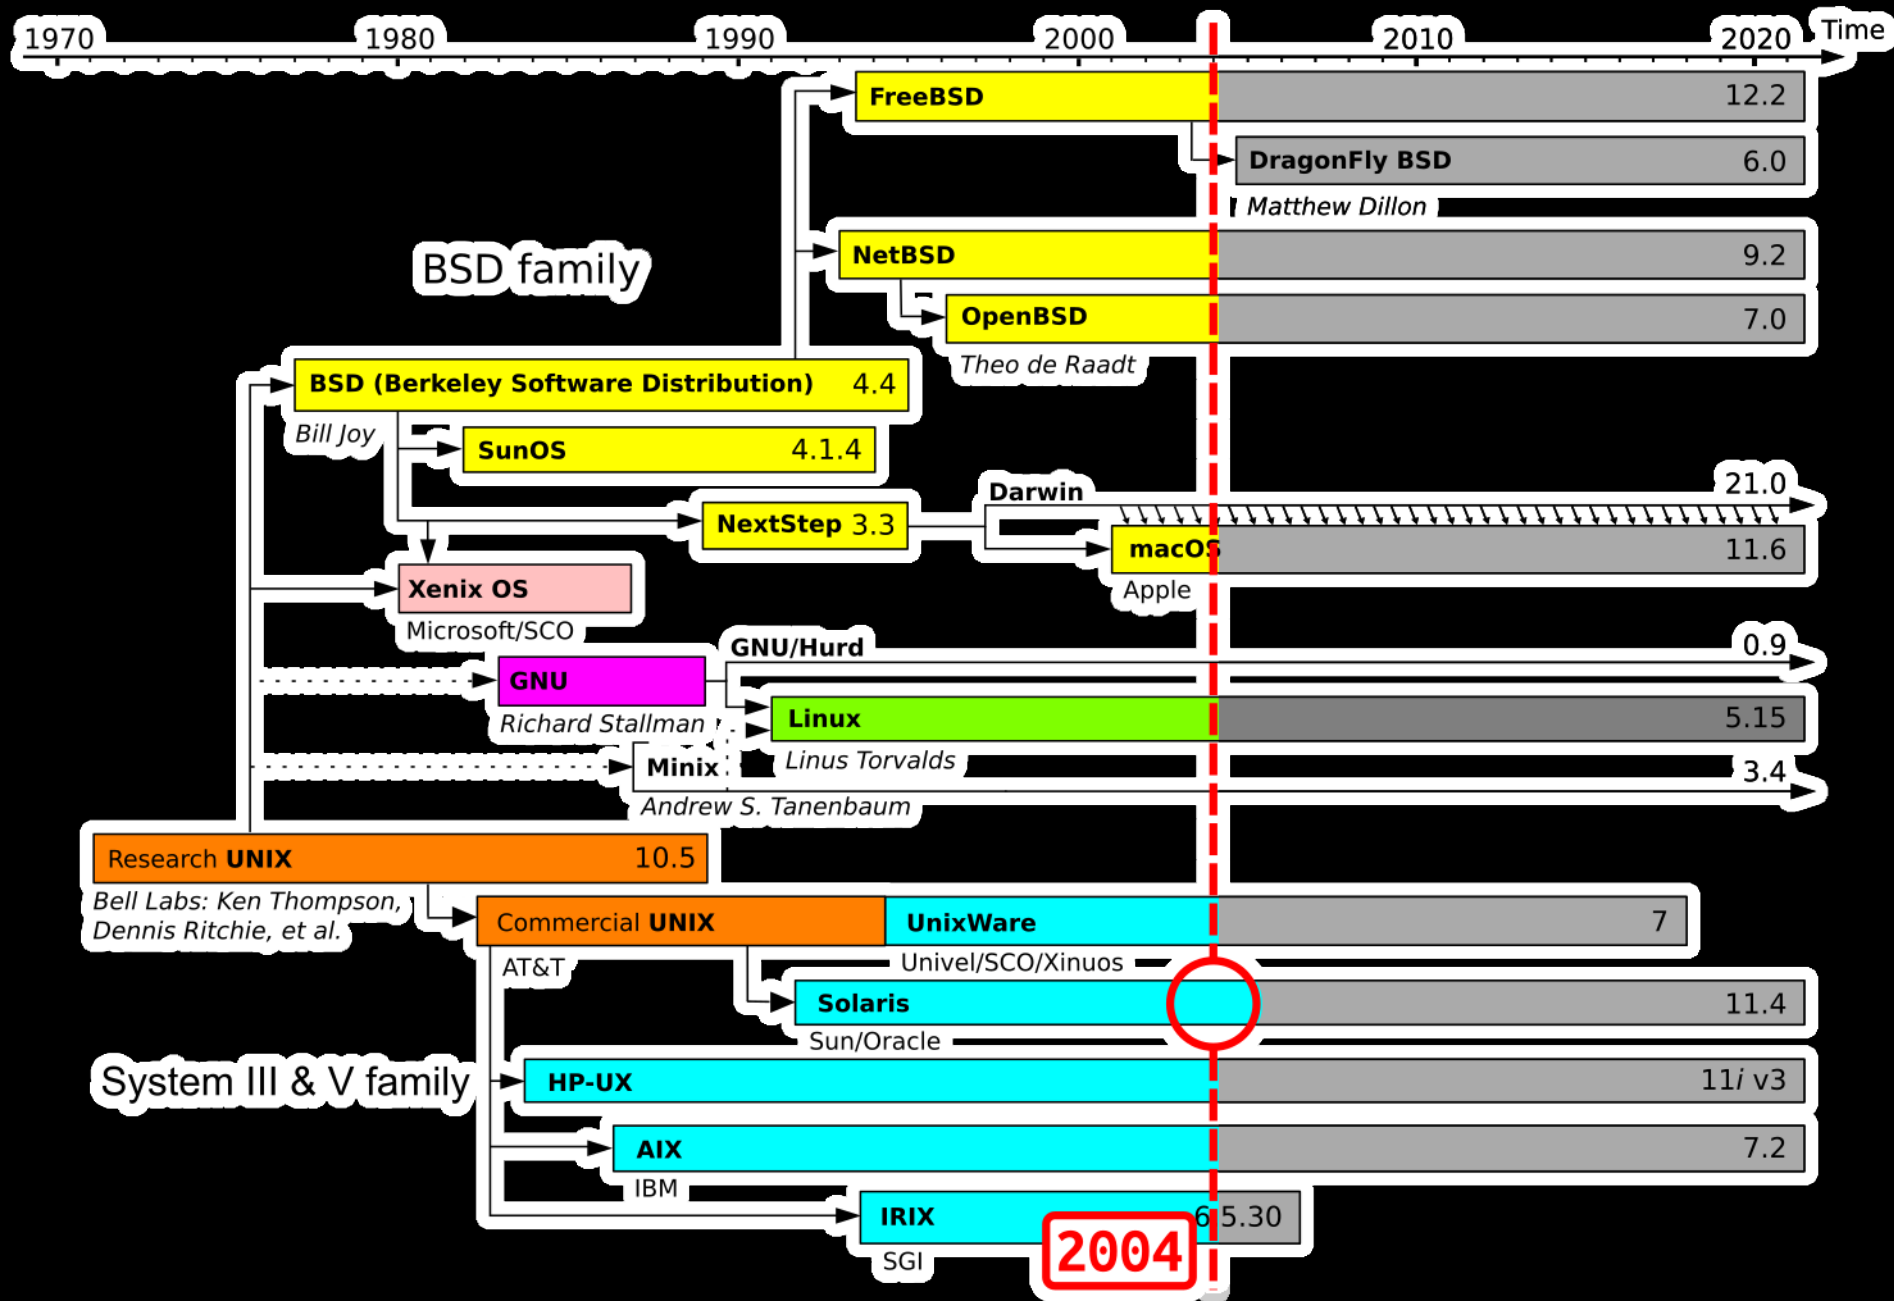 1970 1980 1990 2000 2010 2020 Time
FreeBSD 12.2
DragonFly BSD 6.0
Matthew Dillon
BSD family
NetBSD 9.2
OpenBSD 7.0
Theo de Raadt
BSD (Berkeley Software Distribution) 4.4
Bill Joy
SunOS 4.1.4
Darwin 21.0
NextStep 3.3
macOS 11.6
Apple
Xenix OS
Microsoft/SCO
GNU/Hurd 0.9
GNU
Richard Stallman
Linux 5.15
Linus Torvalds
Minix 3.4
Andrew S. Tanenbaum
Research UNIX 10.5
Bell Labs: Ken Thompson,
Dennis Ritchie, et al.
Commercial UNIX UnixWare 7
AT&T Univel/SCO/Xinuos
Solaris 11.4
Sun/Oracle
System III & V family
HP-UX 11i v3
AIX 7.2
IBM
IRIX 6.5.30
SGI
2004